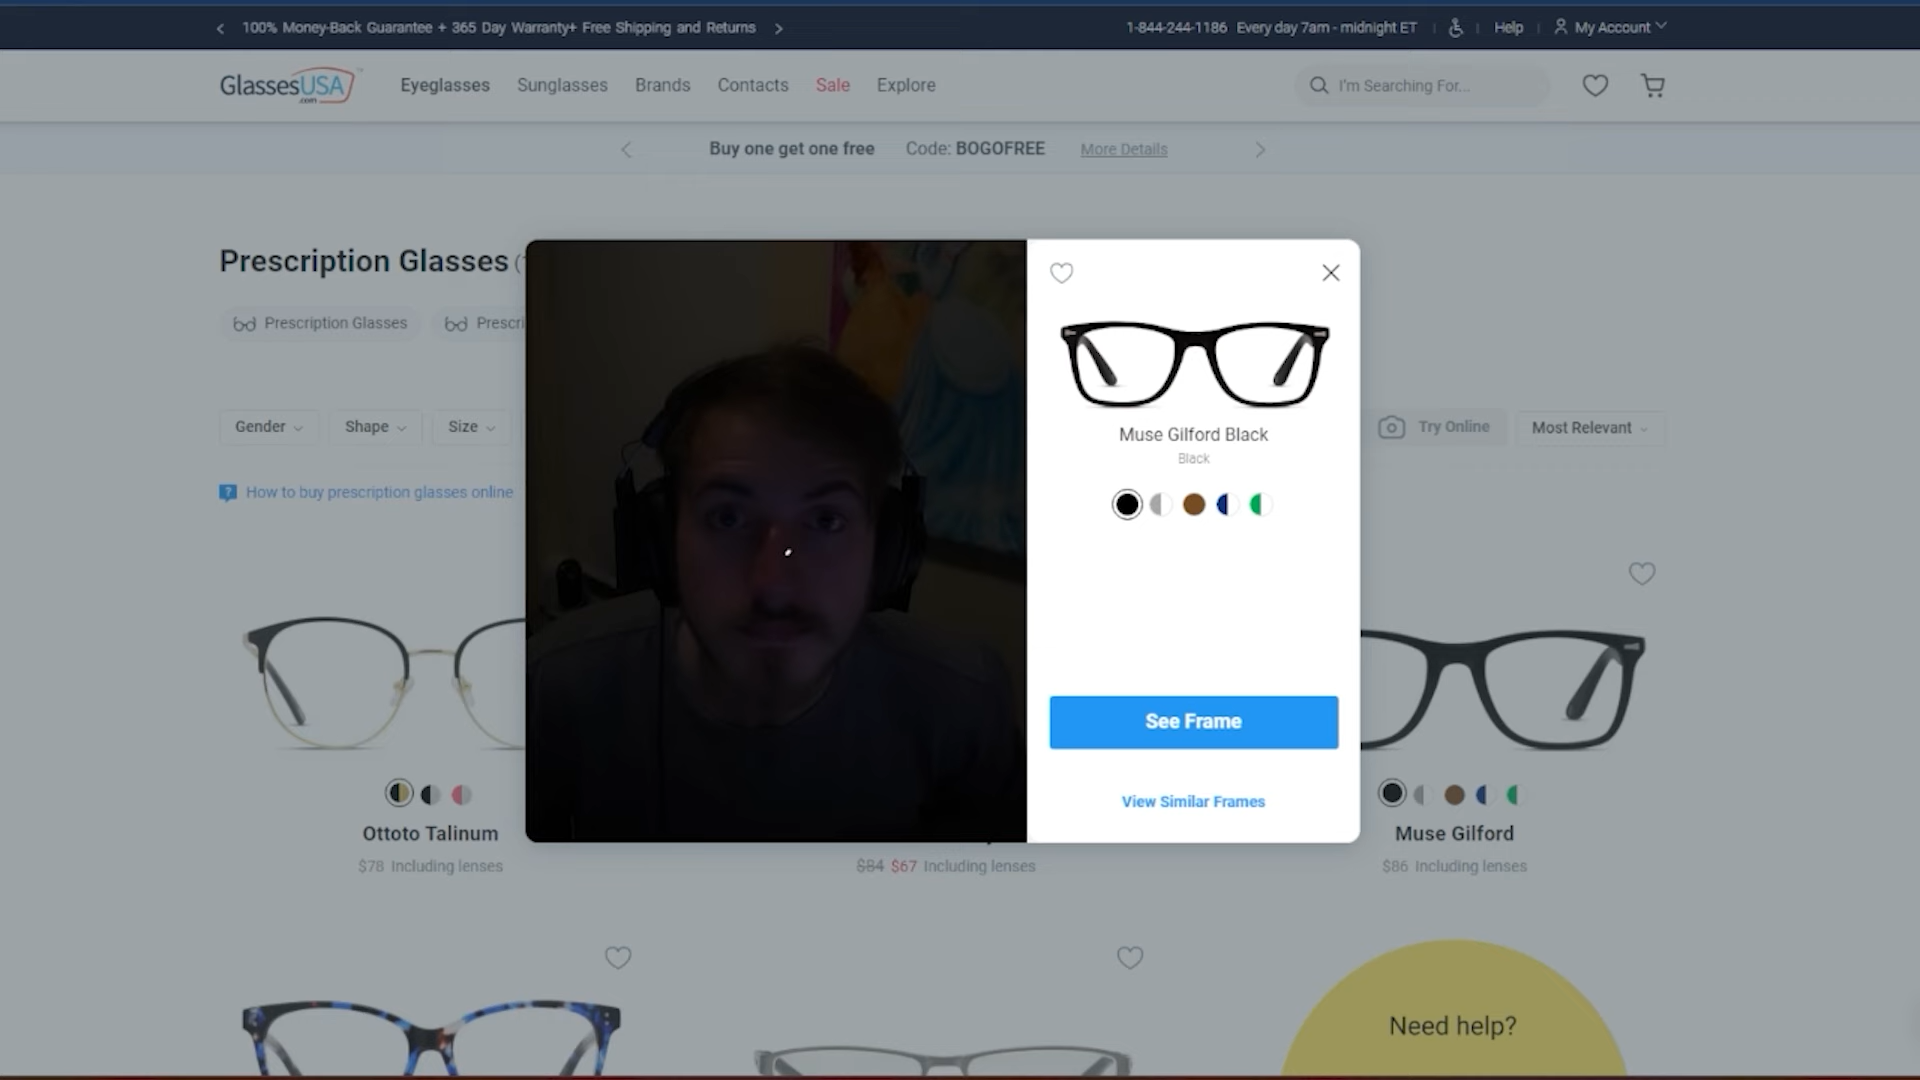 100% Money-Back Guarantee + 365 Day Warranty+ Free Shipping and Returns
1-844-244-1186 Every day 7am - midnight ET
Help
My Account
GlassesUSA
.com
Eyeglasses
Sunglasses
Brands
Contacts
Sale
Explore
I'm Searching For...
Buy one get one free Code: BOGOFREE More Details
Prescription Glasses
Prescription Glasses
Gender
Shape
Size
Try Online
Most Relevant
How to buy prescription glasses online
Muse Gilford Black
Black
See Frame
View Similar Frames
Ottoto Talinum
$78 Including lenses
$84 $67 Including lenses
Muse Gilford
$86 Including lenses
Need help?